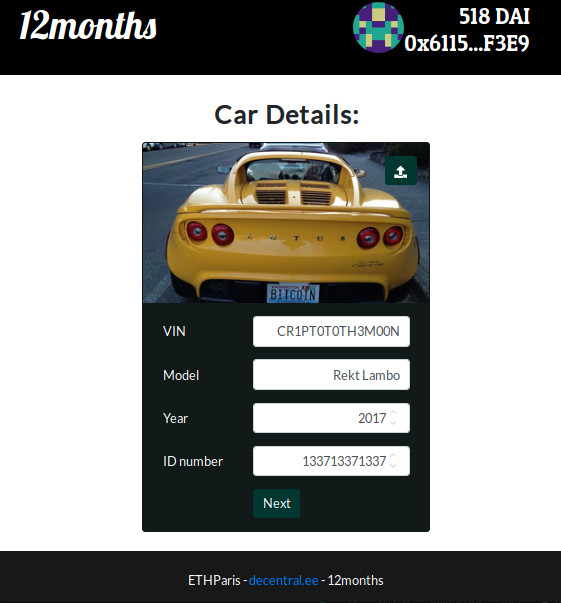 12months
518 DAI
0x6115...F3E9
Car Details:
LOTUS
BITCOIN
VIN CR1PT0T0TH3M00N
Model Rekt Lambo
Year 2017
ID number 133713371337
Next
ETHParis - decentral.ee - 12months